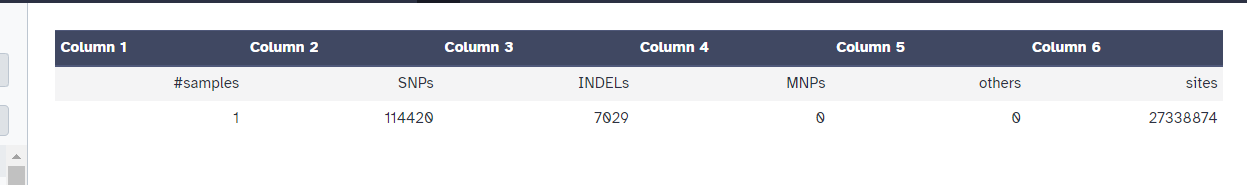 Column 1 Column 2 Column 3 Column 4 Column 5 Column 6
#samples SNPs INDELs MNPs others sites
1 114420 7029 0 0 27338874